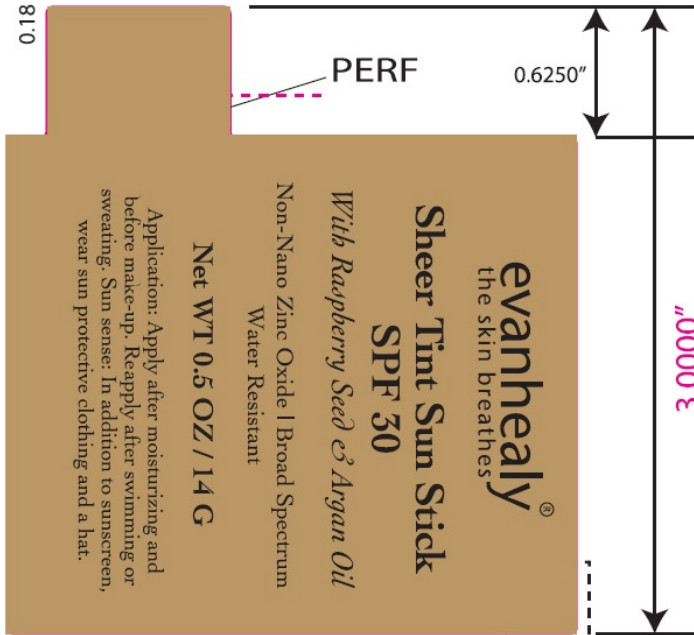 0.18
PERF
0.6250"
3.0000"
evanhealy®
the skin breathes
Sheer Tint Sun Stick
SPF 30
With Raspberry Seed & Argan Oil
Non-Nano Zinc Oxide | Broad Spectrum
Water Resistant
Net WT 0.5 OZ / 14 G
Application: Apply after moisturizing and
before make-up. Reapply after swimming or
sweating. Sun sense: In addition to sunscreen,
wear sun protective clothing and a hat.